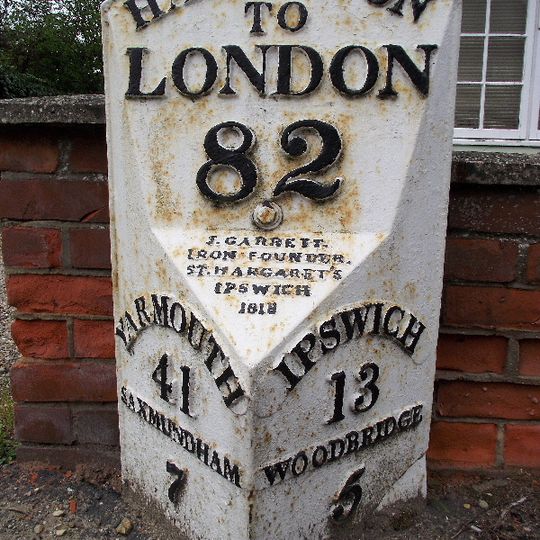 TO
LONDON
82
J. GARRETT.
IRON FOUNDER.
ST. MARGARET'S
IPSWICH
1818
YARMOUTH
41
SAXMUNDHAM
7
IPSWICH
13
WOODBRIDGE
5